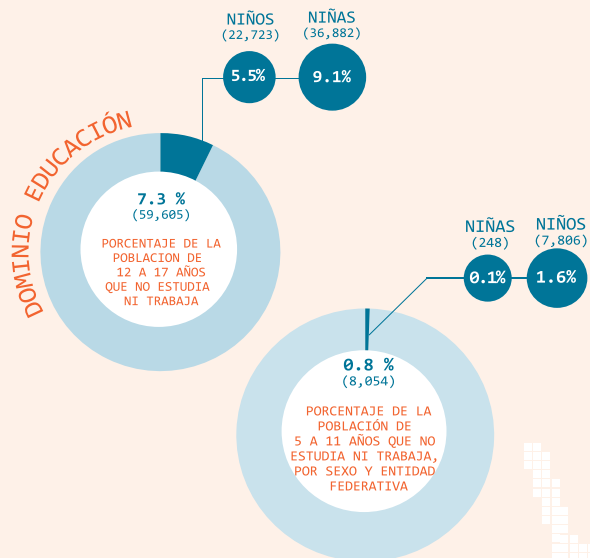 NIÑOS
(22,723)
NIÑAS
(36,882)
5.5%
9.1%
DOMINIO EDUCACIÓN
7.3 %
(59,605)
PORCENTAJE DE LA
POBLACION DE
12 A 17 AÑOS
QUE NO ESTUDIA
NI TRABAJA
NIÑAS
(248)
NIÑOS
(7,806)
0.1%
1.6%
0.8 %
(8,054)
PORCENTAJE DE LA
POBLACIÓN DE
5 A 11 AÑOS QUE NO
ESTUDIA NI TRABAJA,
POR SEXO Y ENTIDAD
FEDERATIVA